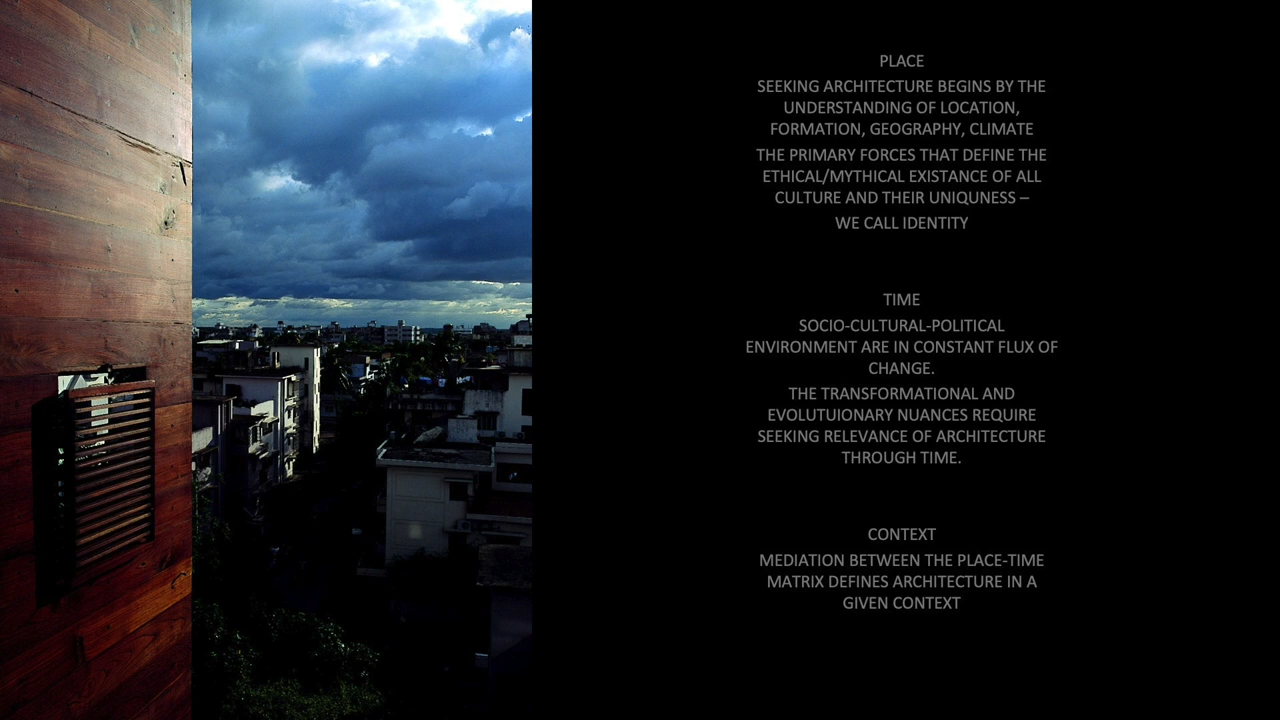 PLACE
SEEKING ARCHITECTURE BEGINS BY THE
UNDERSTANDING OF LOCATION,
FORMATION, GEOGRAPHY, CLIMATE
THE PRIMARY FORCES THAT DEFINE THE
ETHICAL/MYTHICAL EXISTANCE OF ALL
CULTURE AND THEIR UNIQUNESS –
WE CALL IDENTITY
TIME
SOCIO-CULTURAL-POLITICAL
ENVIRONMENT ARE IN CONSTANT FLUX OF
CHANGE.
THE TRANSFORMATIONAL AND
EVOLUTUIONARY NUANCES REQUIRE
SEEKING RELEVANCE OF ARCHITECTURE
THROUGH TIME.
CONTEXT
MEDIATION BETWEEN THE PLACE-TIME
MATRIX DEFINES ARCHITECTURE IN A
GIVEN CONTEXT